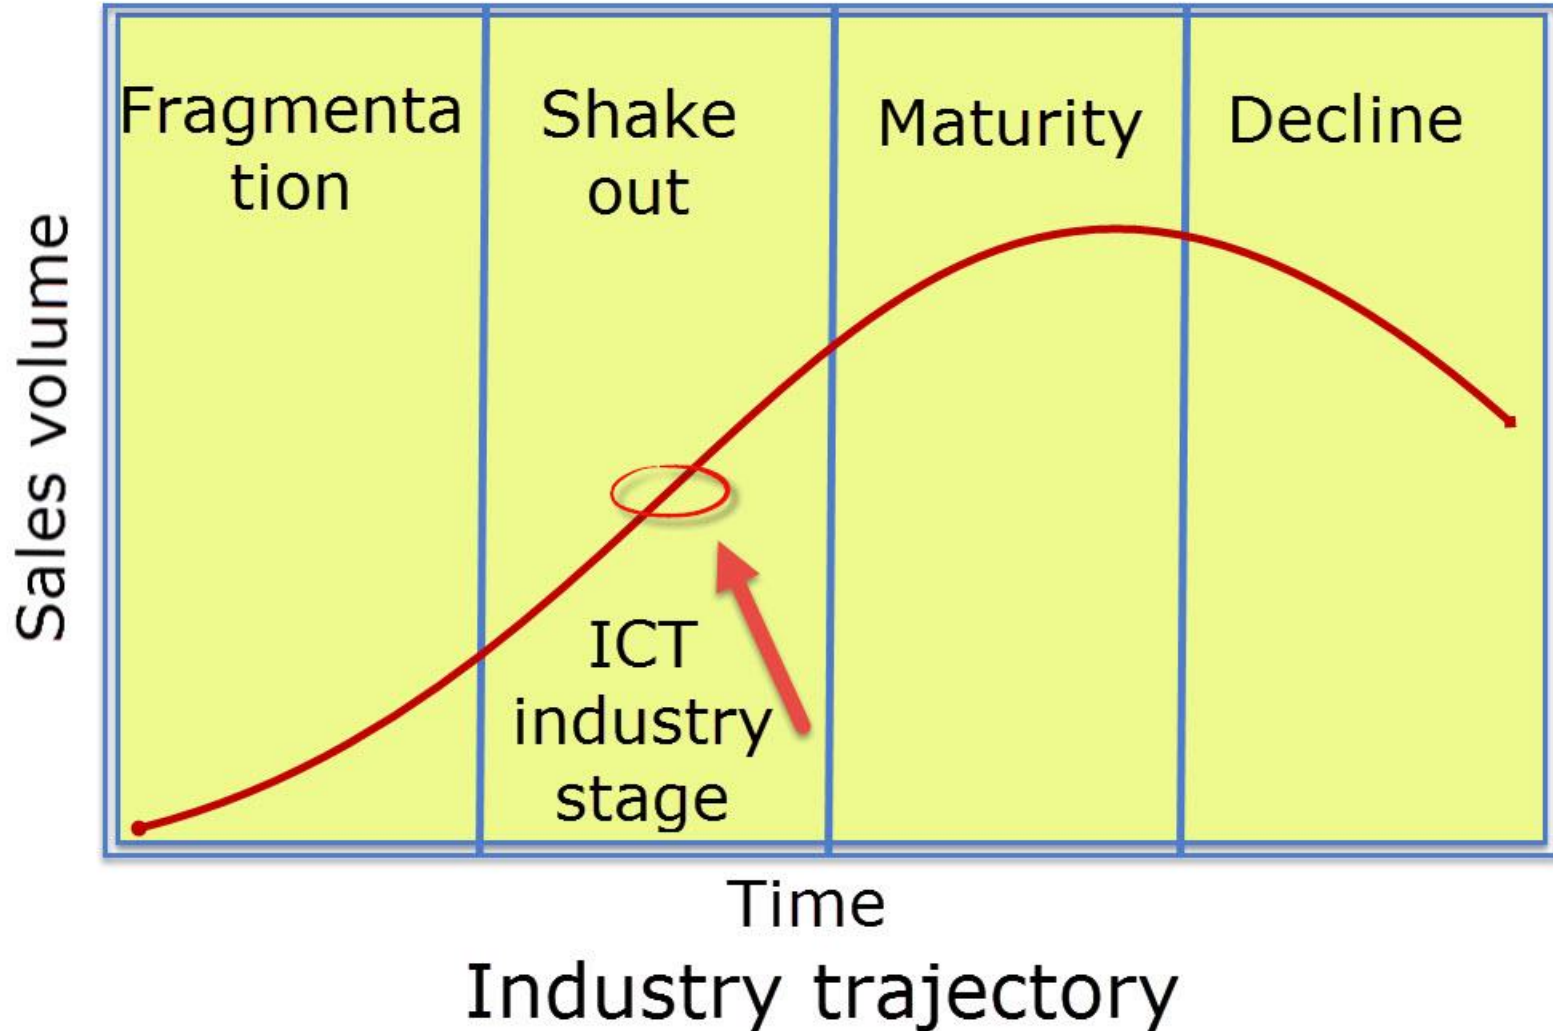 Fragmenta
tion
Shake
out
Maturity
Decline
Sales volume
ICT
industry
stage
Time
Industry trajectory